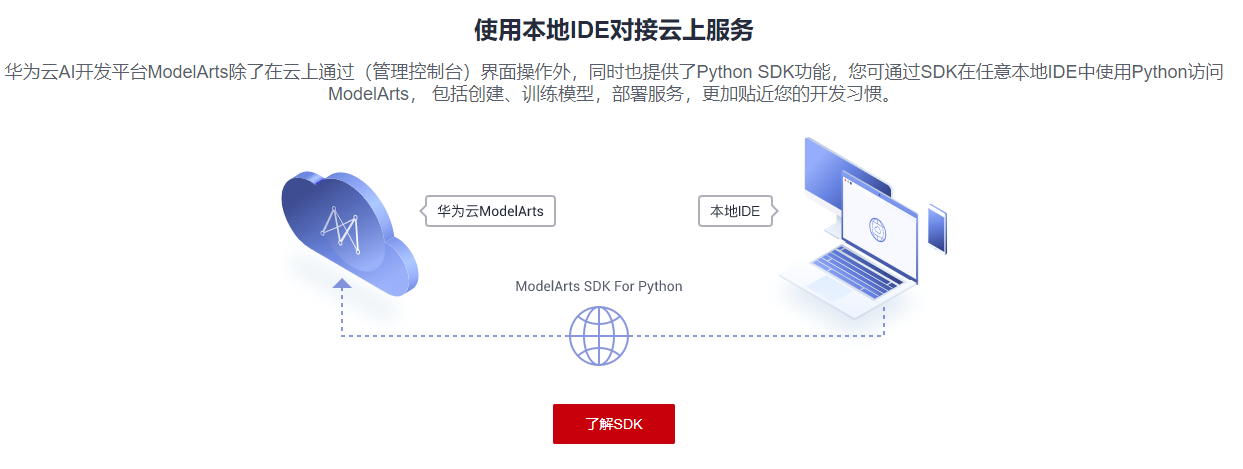 使用本地IDE对接云上服务
华为云AI开发平台ModelArts除了在云上通过（管理控制台）界面操作外，同时也提供了Python SDK功能，您可通过SDK在任意本地IDE中使用Python访问
ModelArts， 包括创建、训练模型，部署服务，更加贴近您的开发习惯。
华为云ModelArts
本地IDE
ModelArts SDK For Python
了解SDK